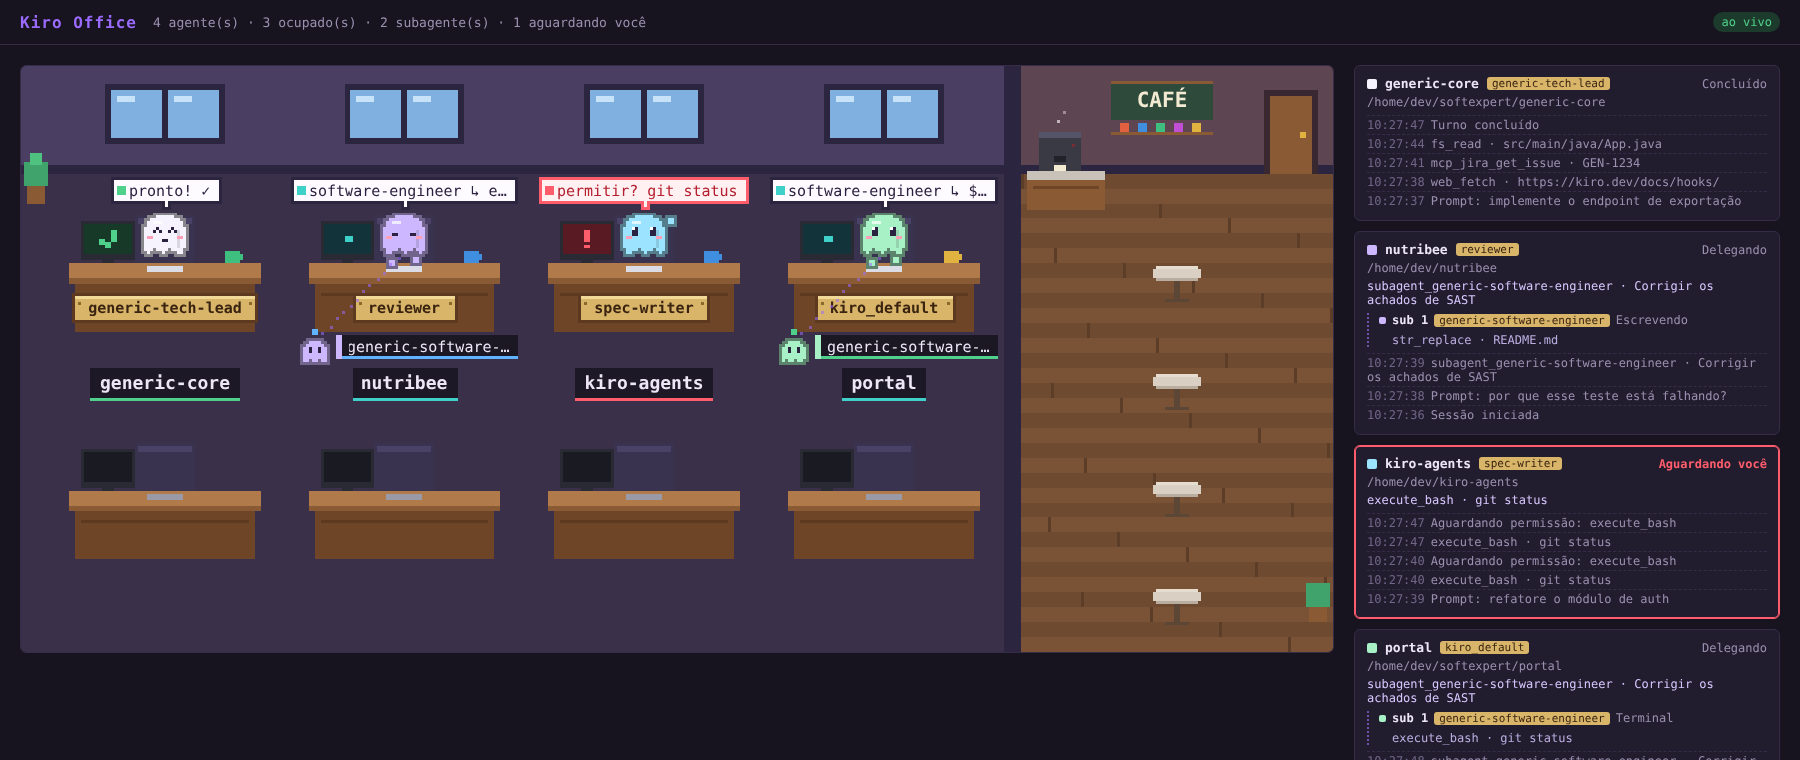 Kiro Office 4 agente(s) · 3 ocupado(s) · 2 subagente(s) · 1 aguardando você
ao vivo
CAFÉ
pronto! ✓
software-engineer ↳ e…
permitir? git status
software-engineer ↳ $…
generic-tech-lead
reviewer
spec-writer
kiro_default
generic-software-…
generic-software-…
generic-core
nutribee
kiro-agents
portal
generic-core generic-tech-lead Concluído
/home/dev/softexpert/generic-core
10:27:47 Turno concluído
10:27:44 fs_read · src/main/java/App.java
10:27:41 mcp_jira_get_issue · GEN-1234
10:27:38 web_fetch · https://kiro.dev/docs/hooks/
10:27:37 Prompt: implemente o endpoint de exportação
nutribee reviewer Delegando
/home/dev/nutribee
subagent_generic-software-engineer · Corrigir os
achados de SAST
sub 1 generic-software-engineer Escrevendo
str_replace · README.md
10:27:39 subagent_generic-software-engineer · Corrigir
os achados de SAST
10:27:38 Prompt: por que esse teste está falhando?
10:27:36 Sessão iniciada
kiro-agents spec-writer Aguardando você
/home/dev/kiro-agents
execute_bash · git status
10:27:47 Aguardando permissão: execute_bash
10:27:47 execute_bash · git status
10:27:40 Aguardando permissão: execute_bash
10:27:40 execute_bash · git status
10:27:39 Prompt: refatore o módulo de auth
portal kiro_default Delegando
/home/dev/softexpert/portal
subagent_generic-software-engineer · Corrigir os
achados de SAST
sub 1 generic-software-engineer Terminal
execute_bash · git status
10:27:48 subagent_generic-software-engineer · Corrigir